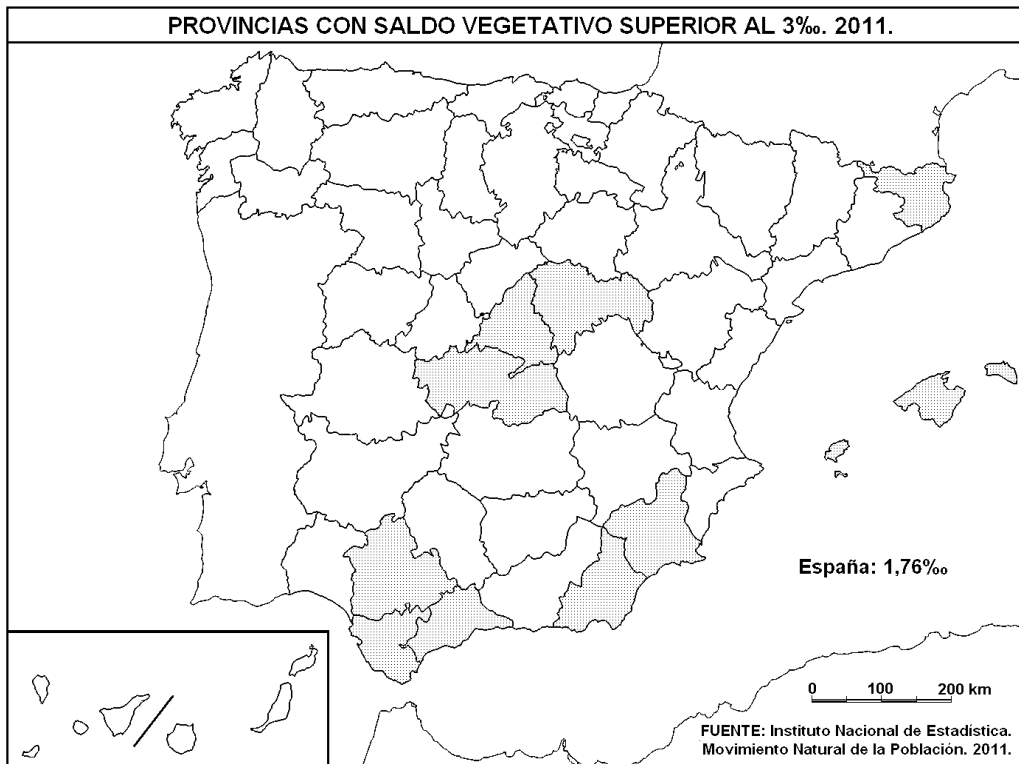 PROVINCIAS CON SALDO VEGETATIVO SUPERIOR AL 3‰. 2011.
España: 1,76‰
0 100 200 km
FUENTE: Instituto Nacional de Estadística.
Movimiento Natural de la Población. 2011.